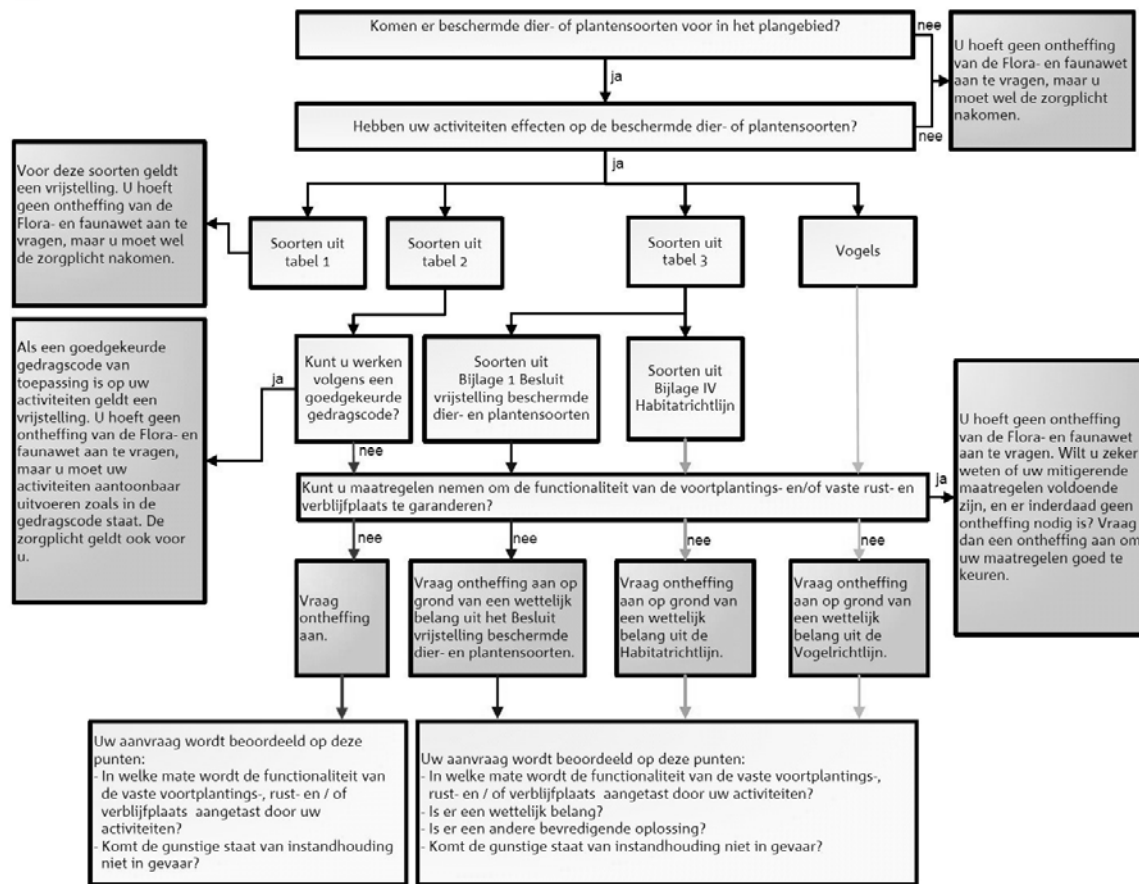 Komen er beschermde dier- of plantensoorten voor in het plangebied?
nee
U hoeft geen ontheffing
van de Flora- en faunawet
aan te vragen, maar u
moet wel de zorgplicht
nakomen.
ja
Hebben uw activiteiten effecten op de beschermde dier- of plantensoorten?
nee
ja
Voor deze soorten geldt
een vrijstelling. U hoeft
geen ontheffing van de
Flora- en faunawet aan te
vragen, maar u moet wel
de zorgplicht nakomen.
Soorten uit
tabel 1
Soorten uit
tabel 2
Soorten uit
tabel 3
Vogels
Als een goedgekeurde
gedragscode van
toepassing is op uw
activiteiten geldt een
vrijstelling. U hoeft geen
ontheffing van de Flora- en
faunawet aan te vragen,
maar u moet uw
activiteiten aantoonbaar
uitvoeren zoals in de
gedragscode staat. De
zorgplicht geldt ook voor
u.
ja
Kunt u werken
volgens een
goedgekeurde
gedragscode?
Soorten uit
Bijlage 1 Besluit
vrijstelling beschermde
dier- en plantensoorten
Soorten uit
Bijlage IV
Habitatrichtlijn
nee
Kunt u maatregelen nemen om de functionaliteit van de voortplantings- en/of vaste rust- en
verblijfplaats te garanderen?
ja
U hoeft geen ontheffing
van de Flora- en faunawet
aan te vragen. Wilt u zeker
weten of uw mitigerende
maatregelen voldoende
zijn, en er inderdaad geen
ontheffing nodig is? Vraag
dan een ontheffing aan om
uw maatregelen goed te
keuren.
nee
nee
nee
nee
Vraag
ontheffing
aan.
Vraag ontheffing aan op
grond van een wettelijk
belang uit het Besluit
vrijstelling beschermde
dier- en plantensoorten.
Vraag ontheffing
aan op grond van
een wettelijk
belang uit de
Habitatrichtlijn.
Vraag ontheffing
aan op grond van
een wettelijk
belang uit de
Vogelrichtlijn.
Uw aanvraag wordt beoordeeld op deze
punten:
- In welke mate wordt de functionaliteit van
de vaste voortplantings-, rust- en / of
verblijfplaats aangetast door uw
activiteiten?
- Komt de gunstige staat van instandhouding
niet in gevaar?
Uw aanvraag wordt beoordeeld op deze punten:
- In welke mate wordt de functionaliteit van de vaste voortplantings-,
rust- en / of verblijfplaats aangetast door uw activiteiten?
- Is er een wettelijk belang?
- Is er een andere bevredigende oplossing?
- Komt de gunstige staat van instandhouding niet in gevaar?